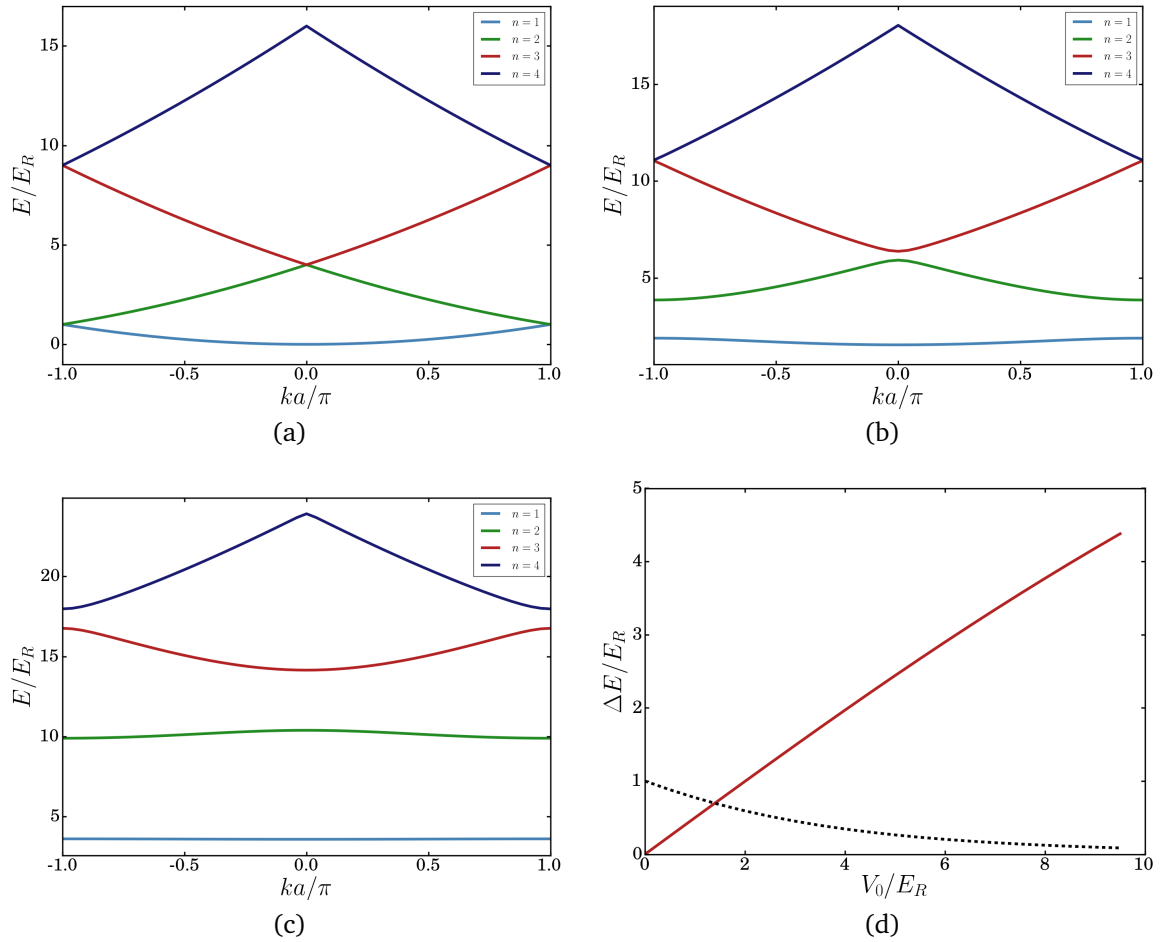 15
10
5
0
E/E_R
-1.0
-0.5
0.0
0.5
1.0
ka/π
n = 1
n = 2
n = 3
n = 4
(a)
15
10
5
E/E_R
-1.0
-0.5
0.0
0.5
1.0
ka/π
n = 1
n = 2
n = 3
n = 4
(b)
20
15
10
5
E/E_R
-1.0
-0.5
0.0
0.5
1.0
ka/π
n = 1
n = 2
n = 3
n = 4
(c)
5
4
3
2
1
0
ΔE/E_R
0
2
4
6
8
10
V_0/E_R
(d)